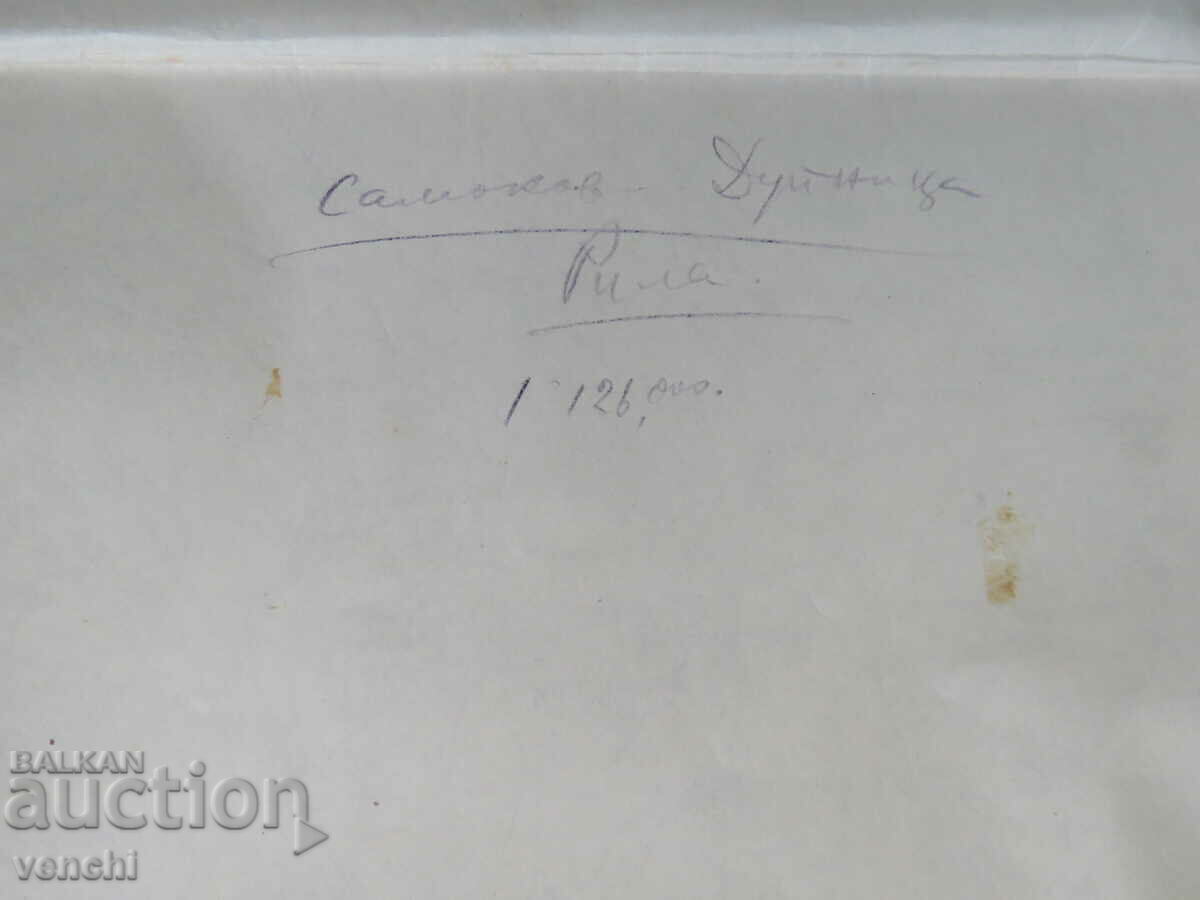 Самоков - Дупница
Рила.
1 126,000.
BALKAN
auction
venchi